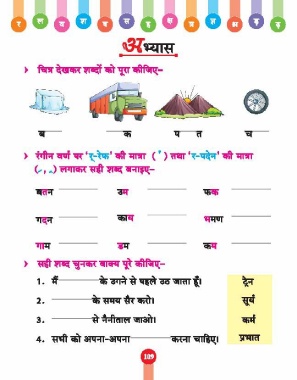 र ल व श ष स ह क्ष त्र
अभ्यास
चित्र देखकर शब्दों को पूरा कीजिए–
ब ____ ____ क प ____ त च ____
रंगीन वर्ण पर 'र्-रेफ' की मात्रा ( र्) तथा 'र-पदेन' की मात्रा
(्र, ) लगाकर सही शब्द बनाइए–
बतन ____ उम ____ फक ____
गदन ____ काय ____ भमण ____
गाम ____ डम ____ कम ____
सही शब्द चुनकर वाक्य पूरे कीजिए–
1. मैं ____ के उगने से पहले उठ जाता हूँ। ट्रेन
2. ____ के समय सैर करो। सूर्य
3. ____ से नैनीताल जाओ। कर्म
4. सभी को अपना-अपना ____ करना चाहिए। प्रभात
109